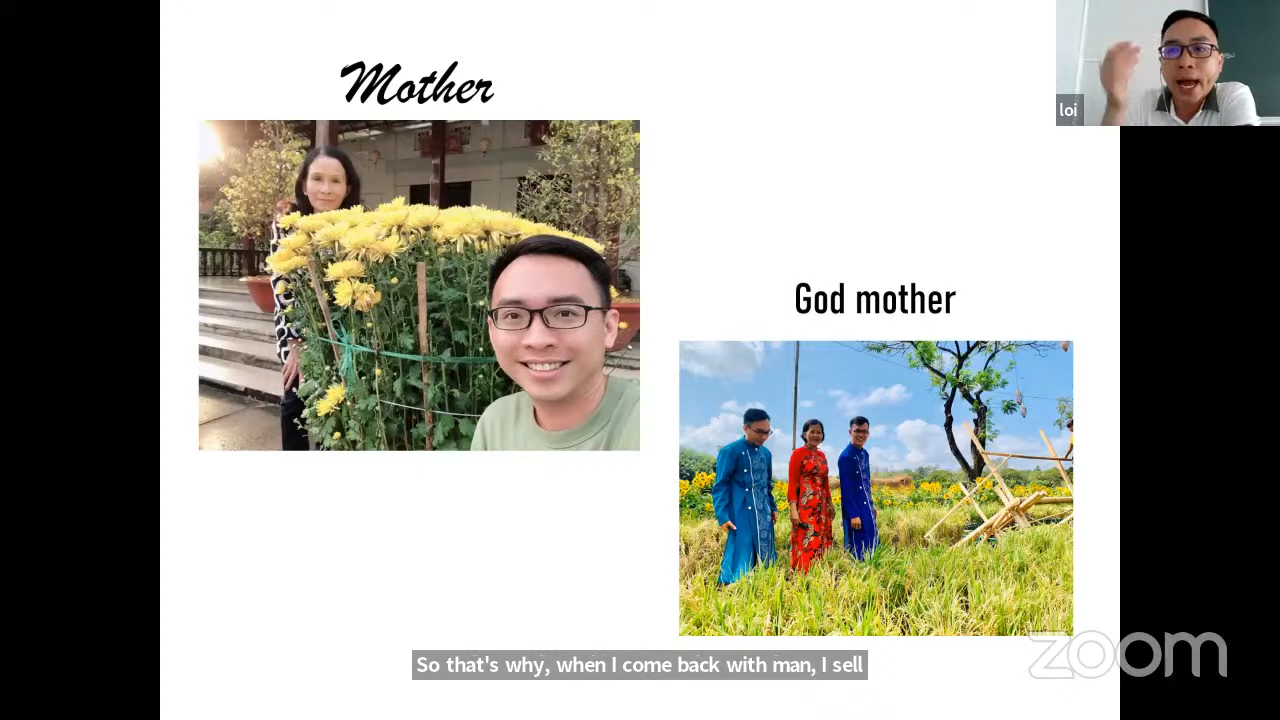 Mother
loi
God mother
So that's why, when I come back with man, I sell
zoom